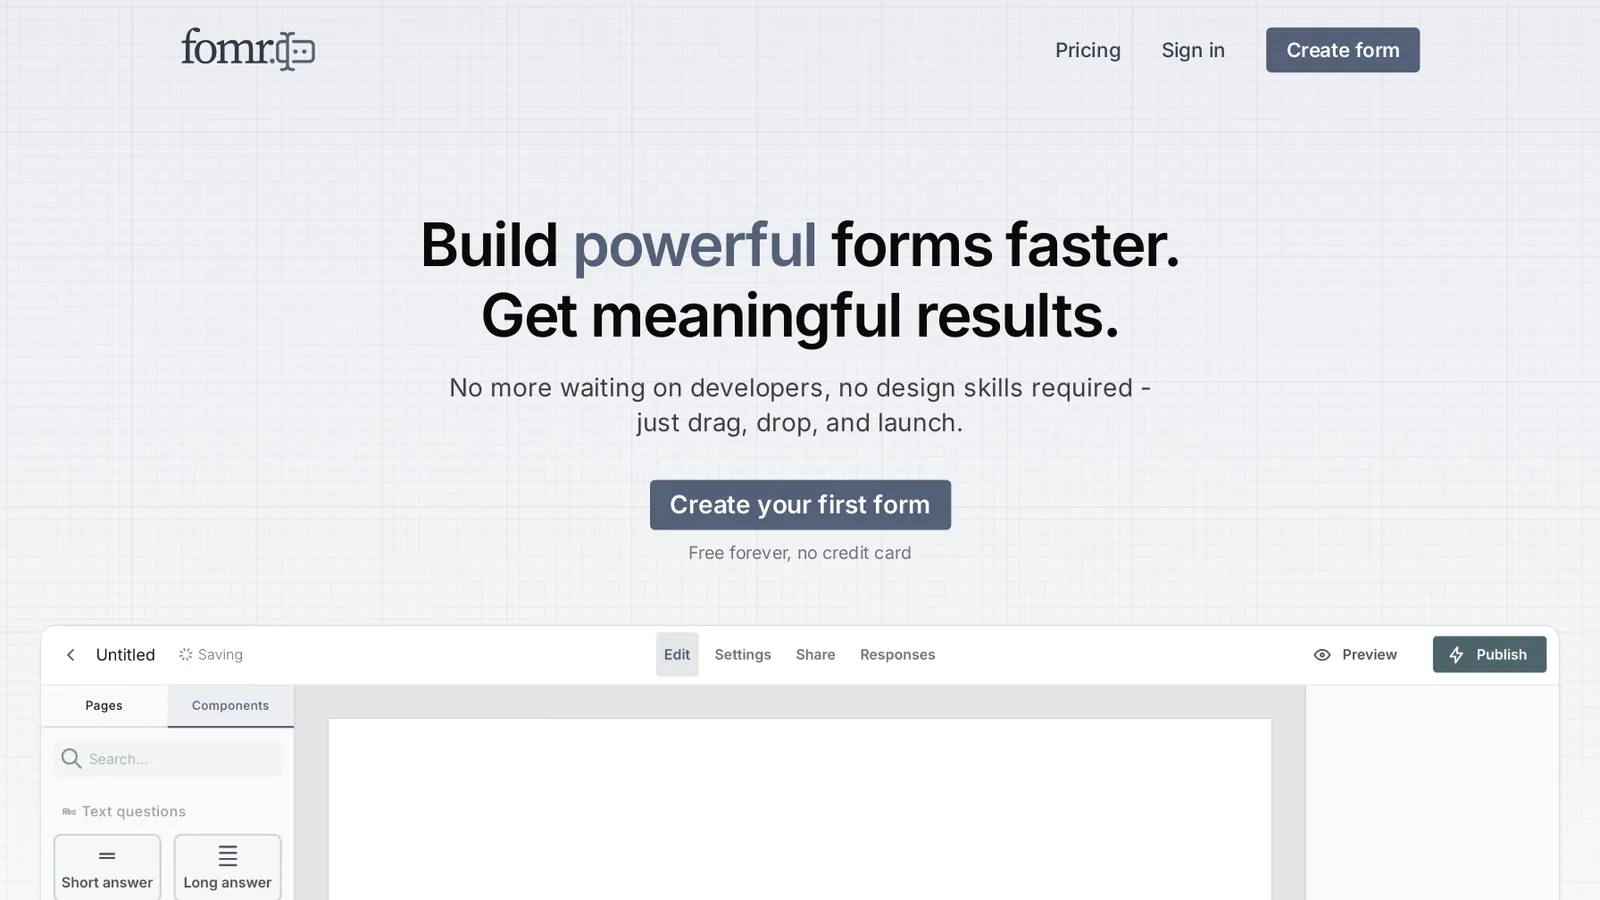 fomr.
Pricing
Sign in
Create form
Build powerful forms faster.
Get meaningful results.
No more waiting on developers, no design skills required -
just drag, drop, and launch.
Create your first form
Free forever, no credit card
Untitled
Saving
Edit
Settings
Share
Responses
Preview
Publish
Pages
Components
Search...
Abc Text questions
Short answer
Long answer